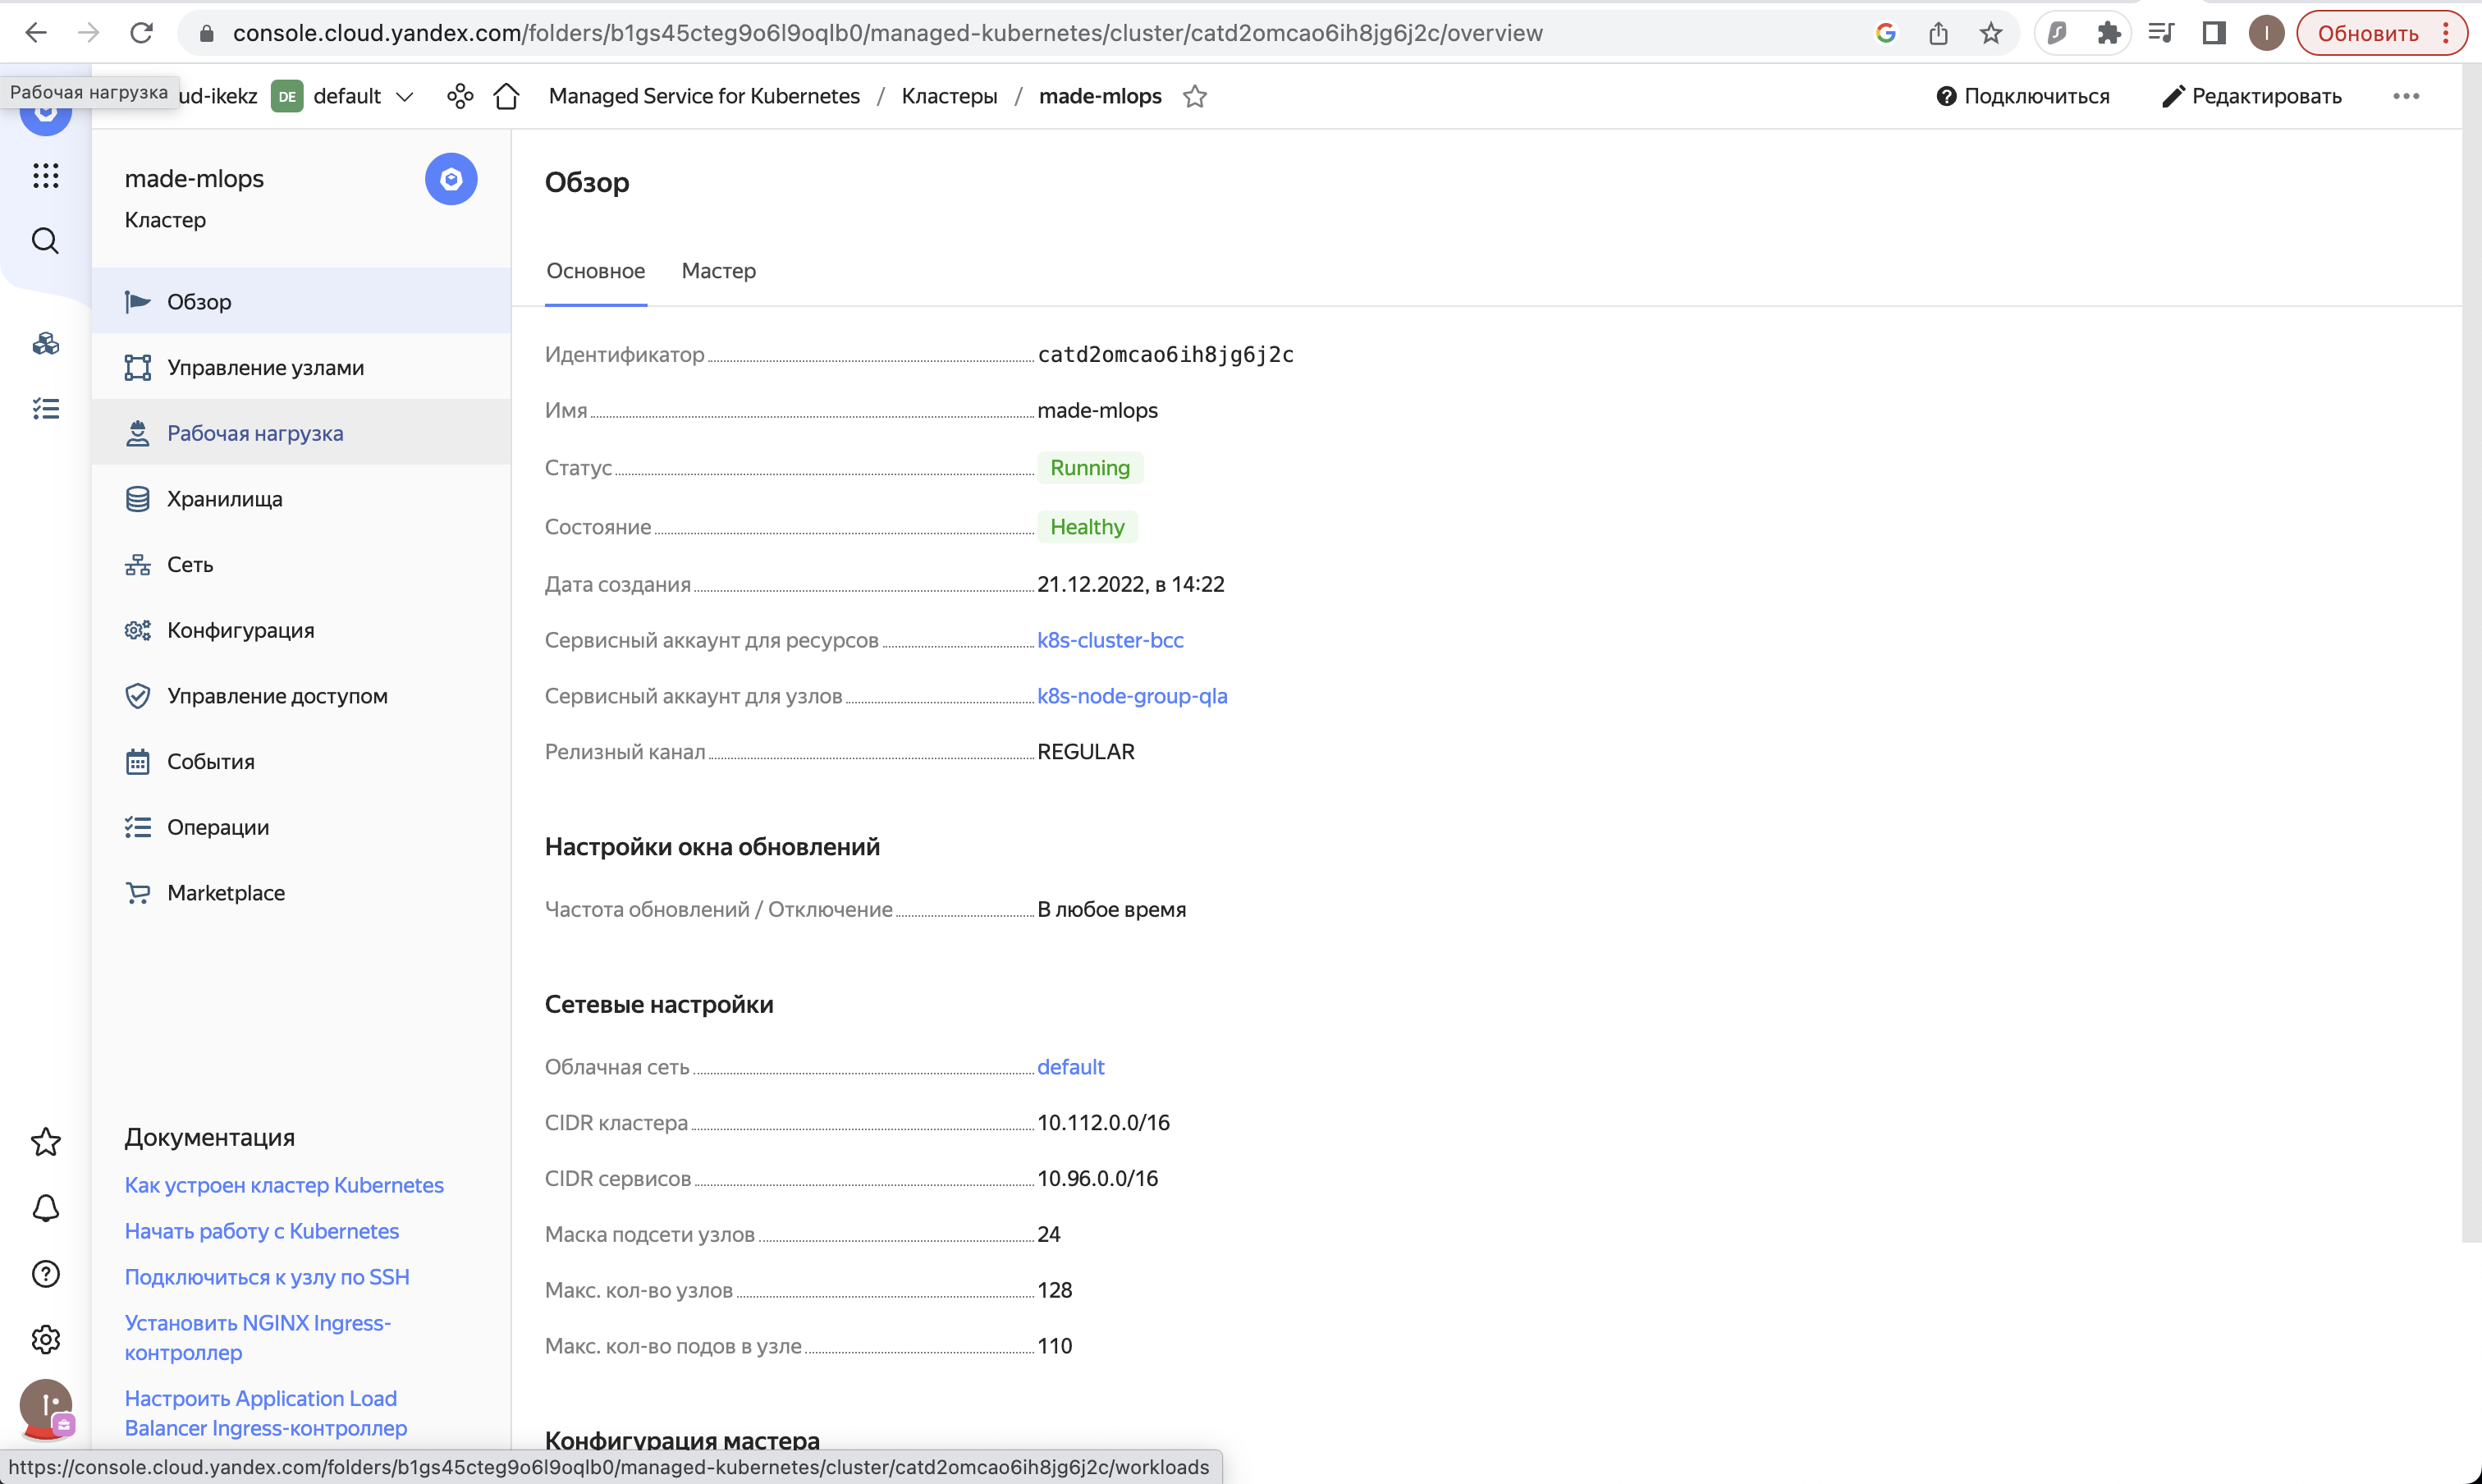 console.cloud.yandex.com/folders/b1gs45cteg9o6l9oqlb0/managed-kubernetes/cluster/catd2omcao6ih8jg6j2c/overview
I
Обновить
Рабочая нагрузка
ud-ikekz DE default
Managed Service for Kubernetes / Кластеры / made-mlops
Подключиться
Редактировать
made-mlops
Кластер
Обзор
Управление узлами
Рабочая нагрузка
Хранилища
Сеть
Конфигурация
Управление доступом
События
Операции
Marketplace
Документация
Как устроен кластер Kubernetes
Начать работу с Kubernetes
Подключиться к узлу по SSH
Установить NGINX Ingress-
контроллер
Настроить Application Load
Balancer Ingress-контроллер
Обзор
Основное Мастер
Идентификатор catd2omcao6ih8jg6j2c
Имя made-mlops
Статус Running
Состояние Healthy
Дата создания 21.12.2022, в 14:22
Сервисный аккаунт для ресурсов k8s-cluster-bcc
Сервисный аккаунт для узлов k8s-node-group-qla
Релизный канал REGULAR
Настройки окна обновлений
Частота обновлений / Отключение В любое время
Сетевые настройки
Облачная сеть default
CIDR кластера 10.112.0.0/16
CIDR сервисов 10.96.0.0/16
Маска подсети узлов 24
Макс. кол-во узлов 128
Макс. кол-во подов в узле 110
Конфигурация мастера
https://console.cloud.yandex.com/folders/b1gs45cteg9o6l9oqlb0/managed-kubernetes/cluster/catd2omcao6ih8jg6j2c/workloads